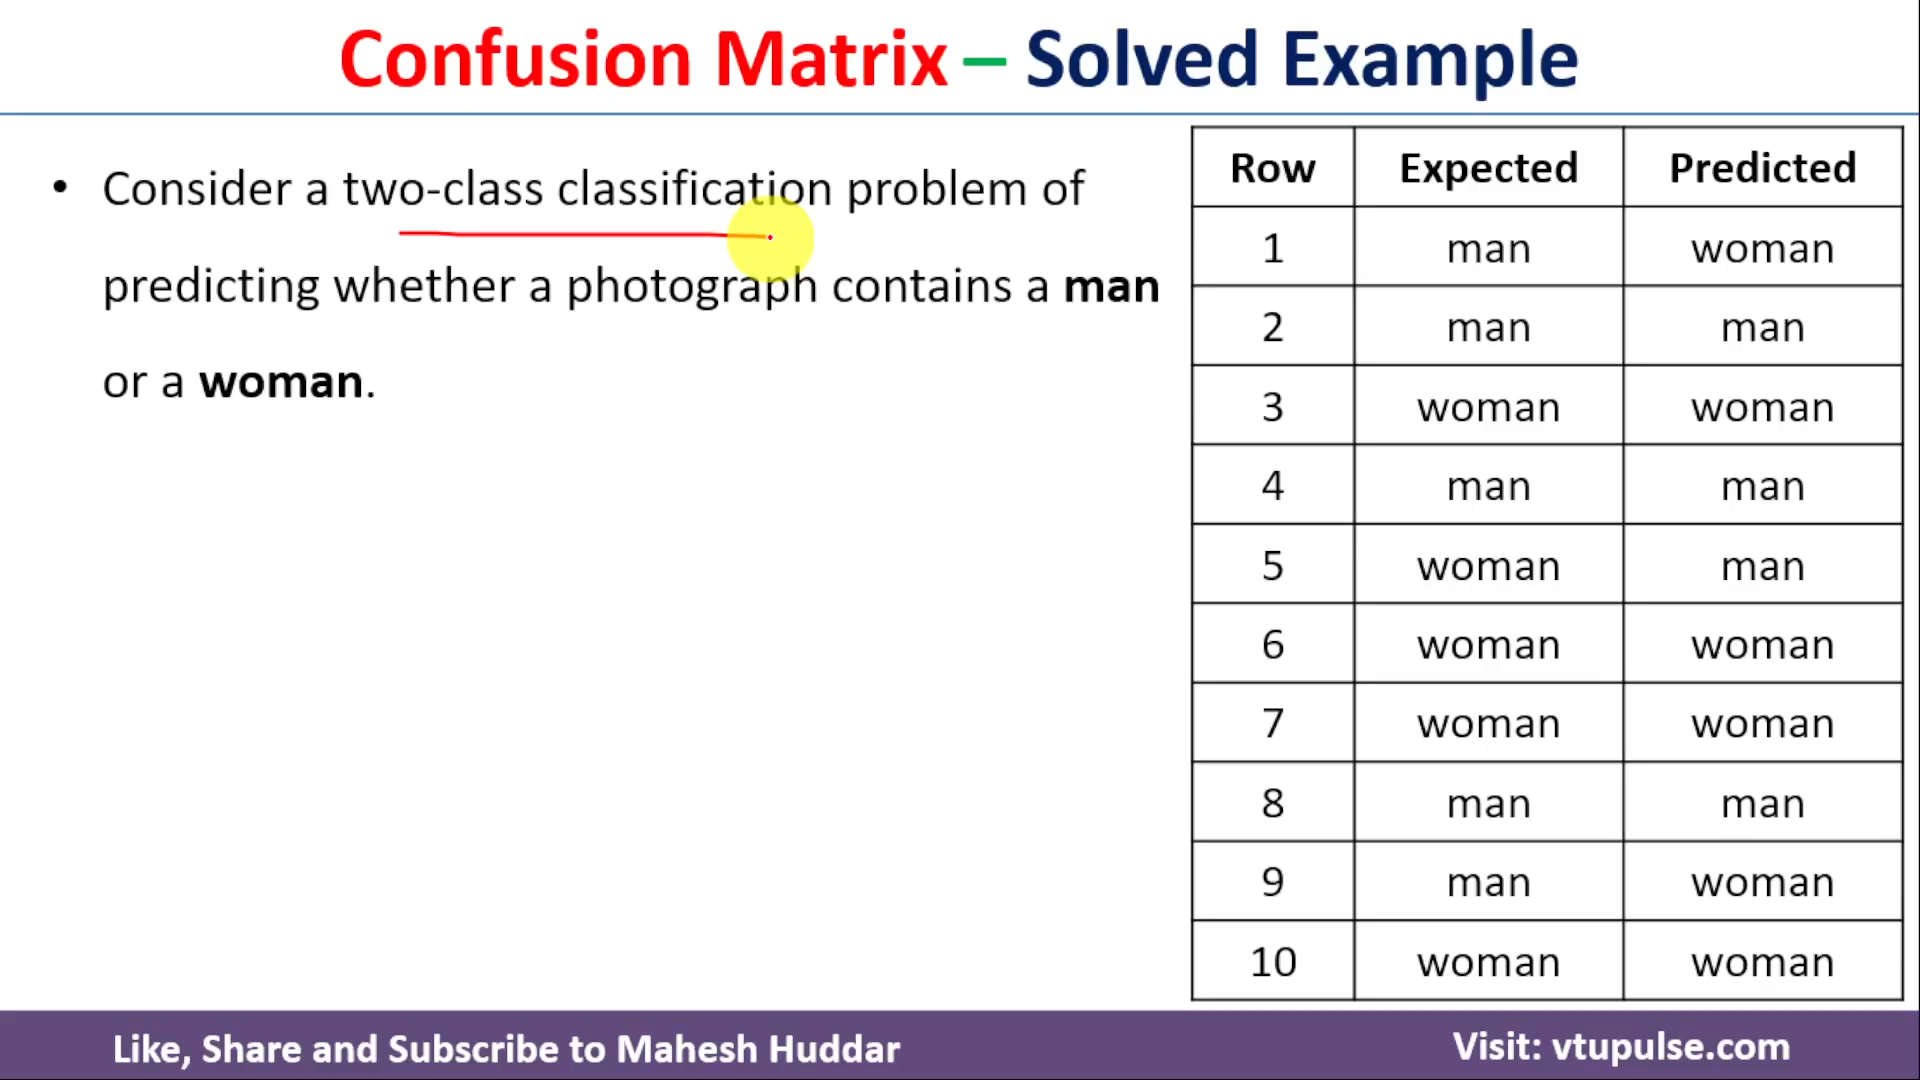 Confusion Matrix – Solved Example
• Consider a two-class classification problem of
predicting whether a photograph contains a man
or a woman.
Row Expected Predicted
1 man woman
2 man man
3 woman woman
4 man man
5 woman man
6 woman woman
7 woman woman
8 man man
9 man woman
10 woman woman
Like, Share and Subscribe to Mahesh Huddar
Visit: vtupulse.com